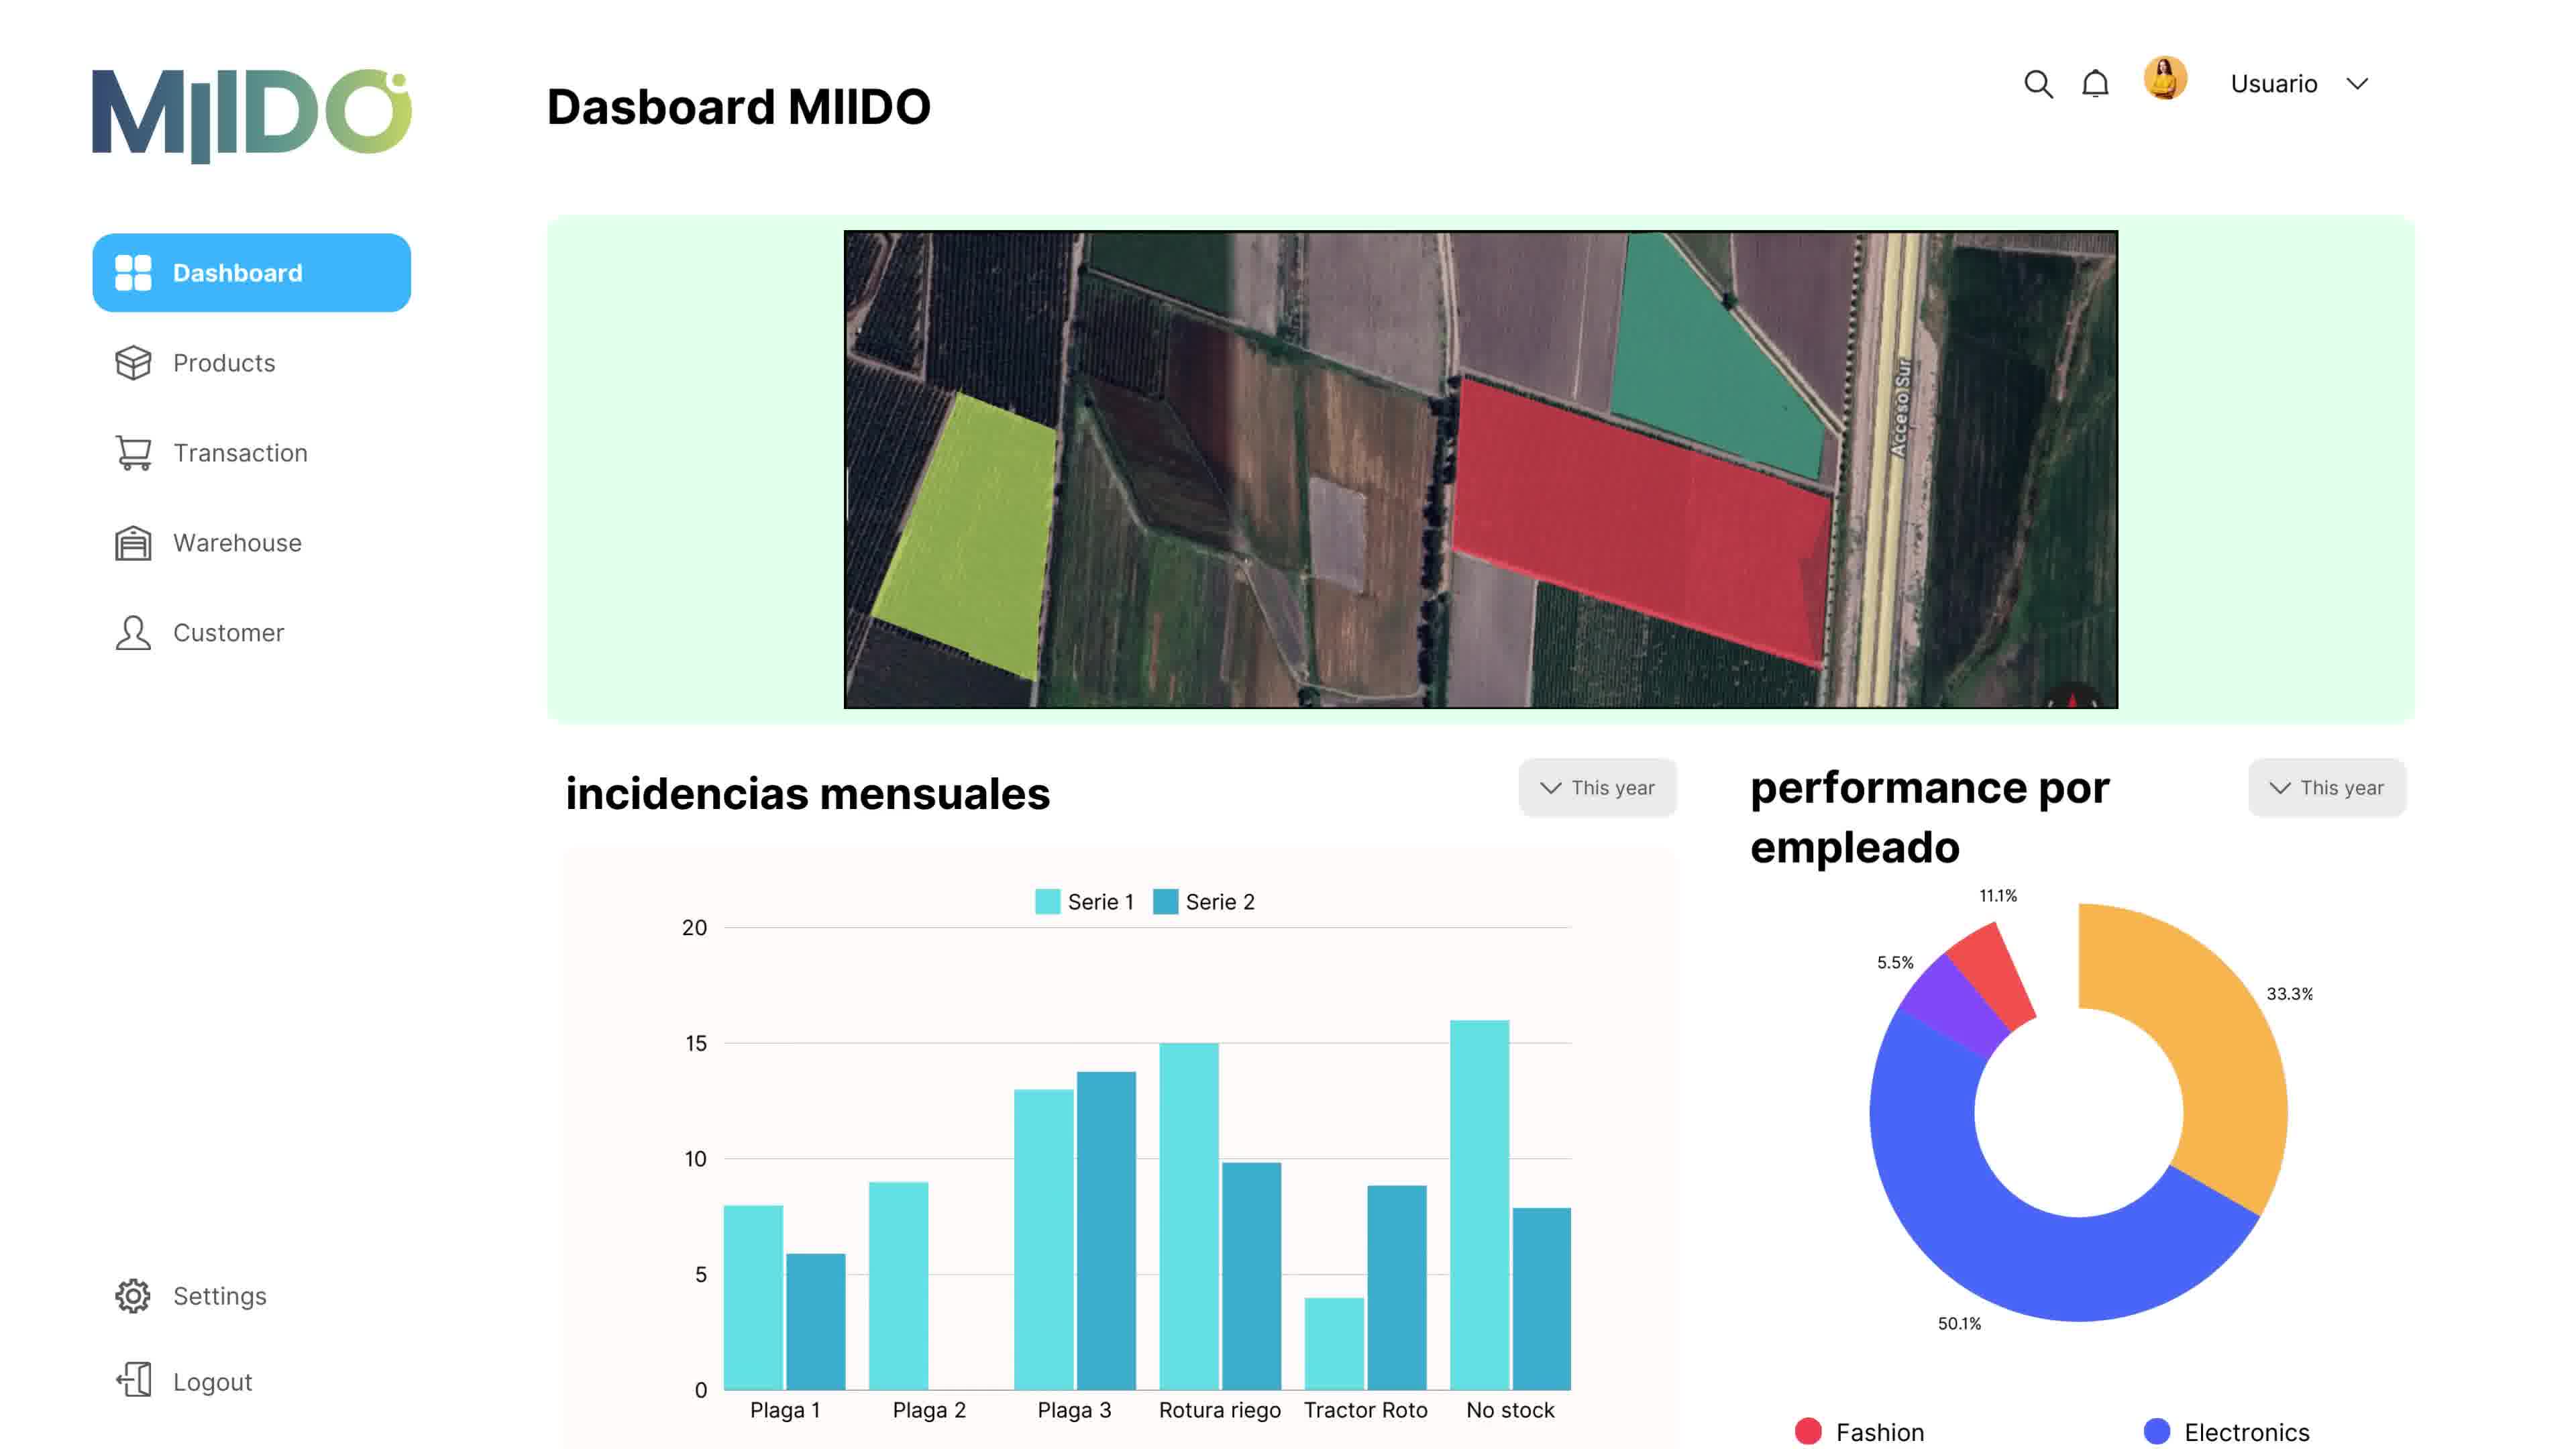 MIIDO
Dasboard MIIDO
Usuario
Dashboard
Products
Transaction
Warehouse
Customer
Settings
Logout
Acceso Sur
incidencias mensuales
This year
Serie 1 Serie 2
20
15
10
5
0
Plaga 1 Plaga 2 Plaga 3 Rotura riego Tractor Roto No stock
performance por
empleado
This year
11.1%
5.5%
33.3%
50.1%
Fashion Electronics